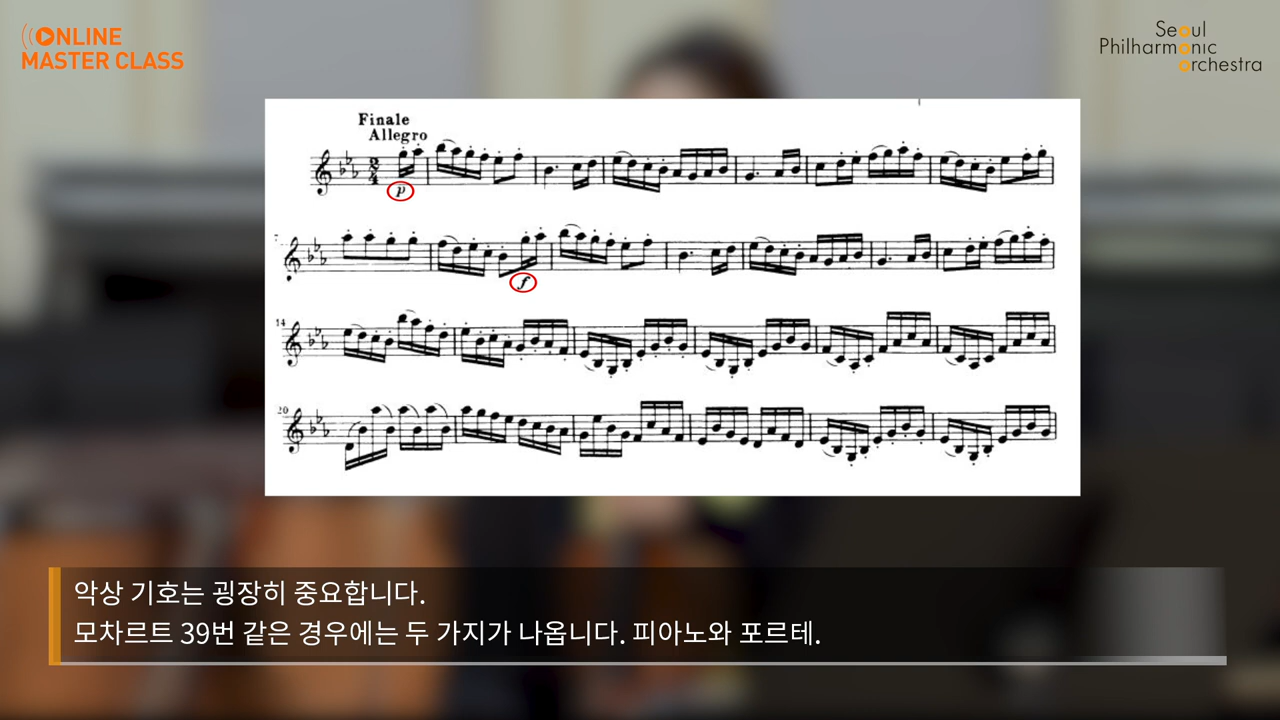 ONLINE
MASTER CLASS
Seoul
Philharmonic
Orchestra
Finale
Allegro
2
4
p
7
f
14
20
악상 기호는 굉장히 중요합니다.
모차르트 39번 같은 경우에는 두 가지가 나옵니다. 피아노와 포르테.